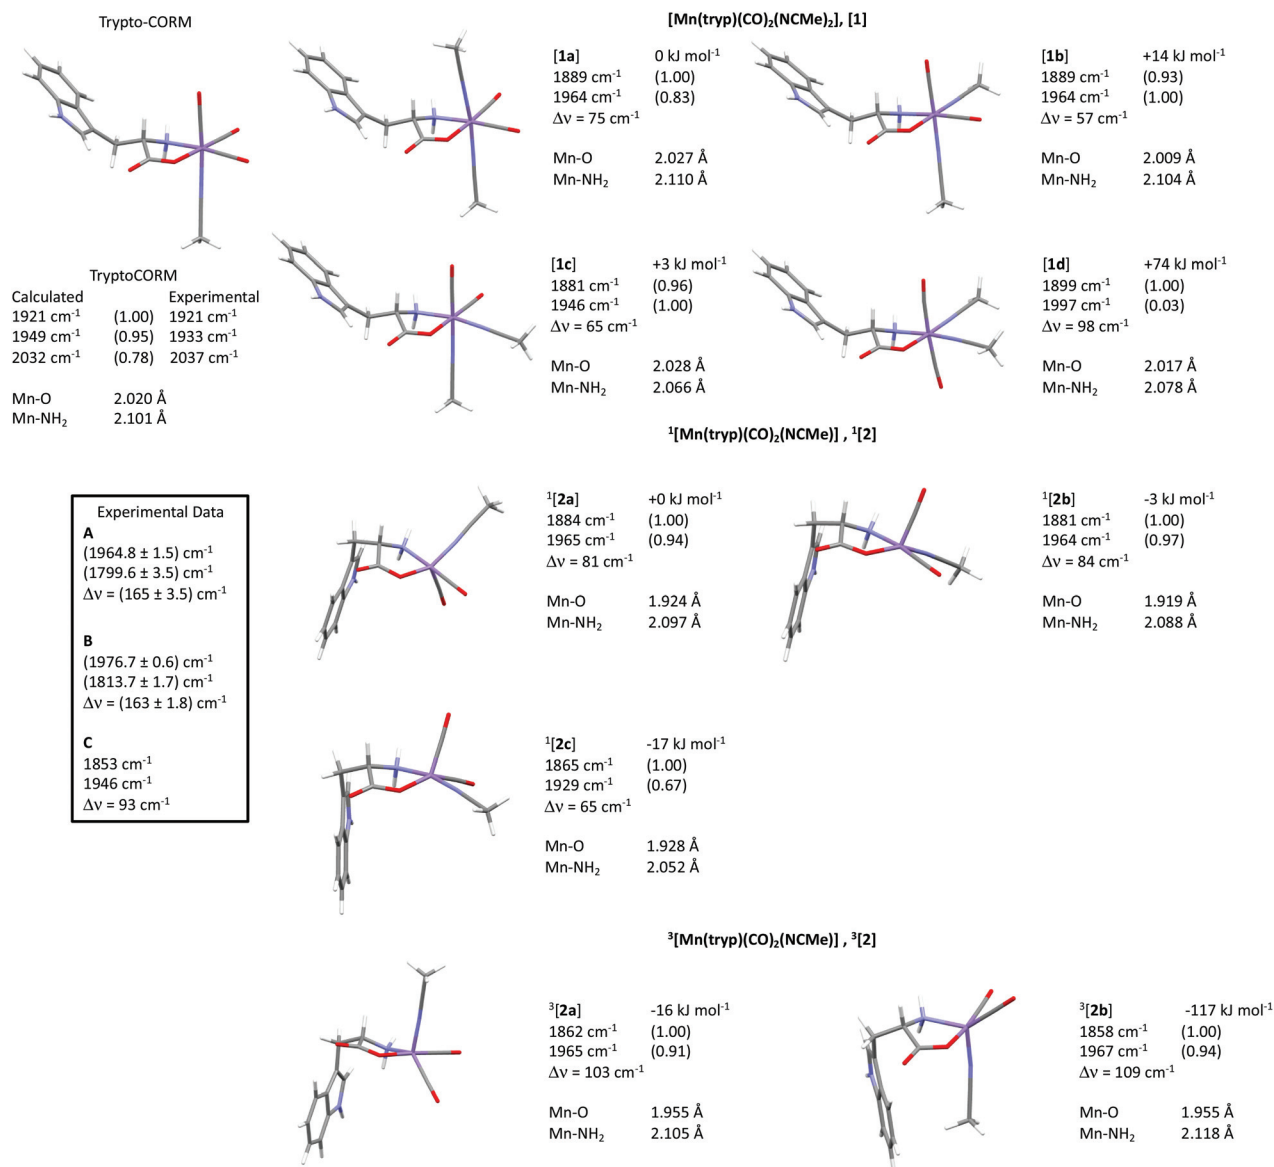 Trypto-CORM
[Mn(tryp)(CO)₂(NCMe)₂], [1]
[1a] 0 kJ mol⁻¹
1889 cm⁻¹ (1.00)
1964 cm⁻¹ (0.83)
Δν = 75 cm⁻¹
Mn-O 2.027 Å
Mn-NH₂ 2.110 Å
[1b] +14 kJ mol⁻¹
1889 cm⁻¹ (0.93)
1964 cm⁻¹ (1.00)
Δν = 57 cm⁻¹
Mn-O 2.009 Å
Mn-NH₂ 2.104 Å
TryptoCORM
Calculated Experimental
1921 cm⁻¹ (1.00) 1921 cm⁻¹
1949 cm⁻¹ (0.95) 1933 cm⁻¹
2032 cm⁻¹ (0.78) 2037 cm⁻¹
Mn-O 2.020 Å
Mn-NH₂ 2.101 Å
[1c] +3 kJ mol⁻¹
1881 cm⁻¹ (0.96)
1946 cm⁻¹ (1.00)
Δν = 65 cm⁻¹
Mn-O 2.028 Å
Mn-NH₂ 2.066 Å
[1d] +74 kJ mol⁻¹
1899 cm⁻¹ (1.00)
1997 cm⁻¹ (0.03)
Δν = 98 cm⁻¹
Mn-O 2.017 Å
Mn-NH₂ 2.078 Å
¹[Mn(tryp)(CO)₂(NCMe)] , ¹[2]
Experimental Data
A
(1964.8 ± 1.5) cm⁻¹
(1799.6 ± 3.5) cm⁻¹
Δν = (165 ± 3.5) cm⁻¹
B
(1976.7 ± 0.6) cm⁻¹
(1813.7 ± 1.7) cm⁻¹
Δν = (163 ± 1.8) cm⁻¹
C
1853 cm⁻¹
1946 cm⁻¹
Δν = 93 cm⁻¹
¹[2a] +0 kJ mol⁻¹
1884 cm⁻¹ (1.00)
1965 cm⁻¹ (0.94)
Δν = 81 cm⁻¹
Mn-O 1.924 Å
Mn-NH₂ 2.097 Å
¹[2b] -3 kJ mol⁻¹
1881 cm⁻¹ (1.00)
1964 cm⁻¹ (0.97)
Δν = 84 cm⁻¹
Mn-O 1.919 Å
Mn-NH₂ 2.088 Å
¹[2c] -17 kJ mol⁻¹
1865 cm⁻¹ (1.00)
1929 cm⁻¹ (0.67)
Δν = 65 cm⁻¹
Mn-O 1.928 Å
Mn-NH₂ 2.052 Å
³[Mn(tryp)(CO)₂(NCMe)] , ³[2]
³[2a] -16 kJ mol⁻¹
1862 cm⁻¹ (1.00)
1965 cm⁻¹ (0.91)
Δν = 103 cm⁻¹
Mn-O 1.955 Å
Mn-NH₂ 2.105 Å
³[2b] -117 kJ mol⁻¹
1858 cm⁻¹ (1.00)
1967 cm⁻¹ (0.94)
Δν = 109 cm⁻¹
Mn-O 1.955 Å
Mn-NH₂ 2.118 Å